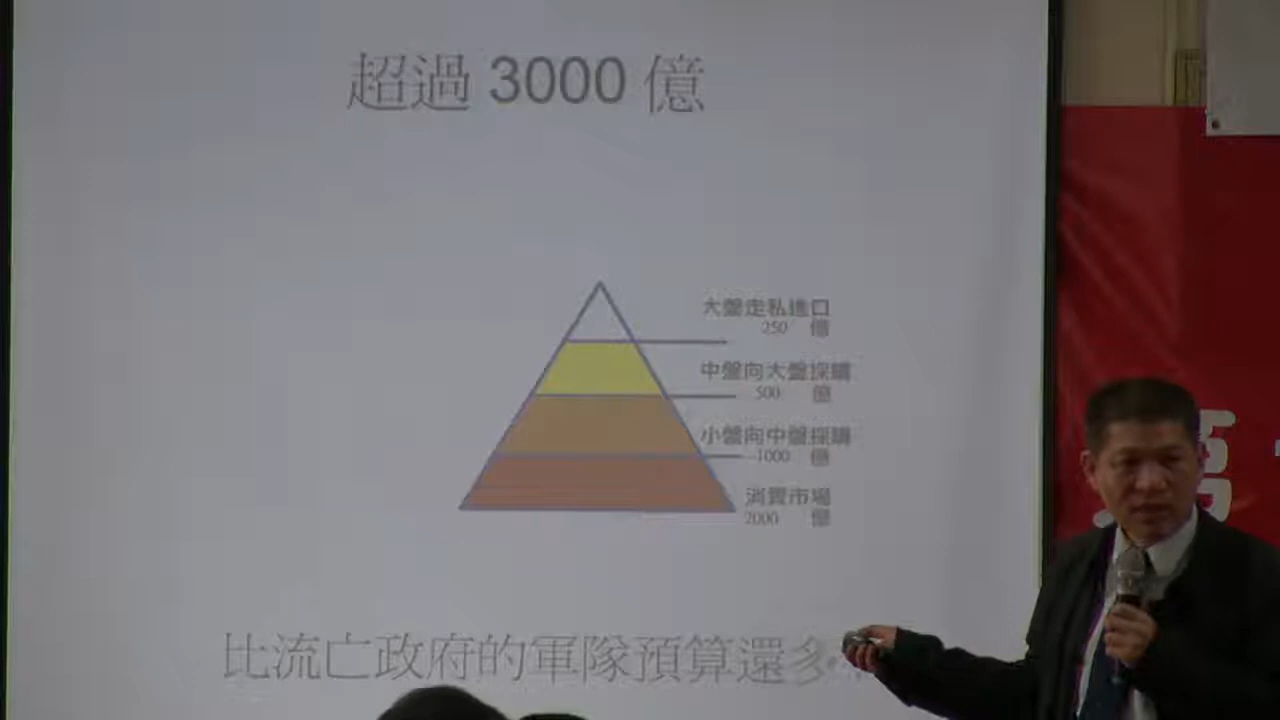 超過 3000 億
大盤走私進口
250 億
中盤向大盤採購
500 億
小盤向中盤採購
1000 億
消費市場
2000 億
比流亡政府的軍隊預算還多